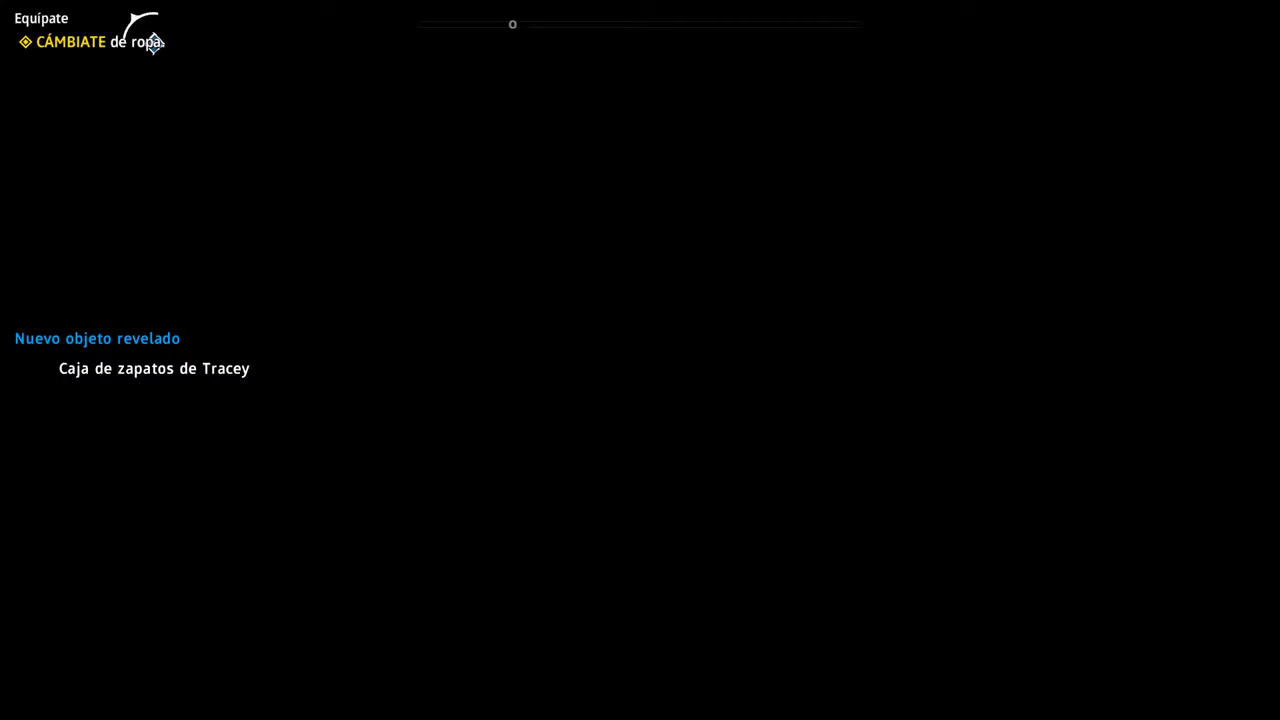 Equípate
CÁMBIATE de ropa.
O
Nuevo objeto revelado
Caja de zapatos de Tracey